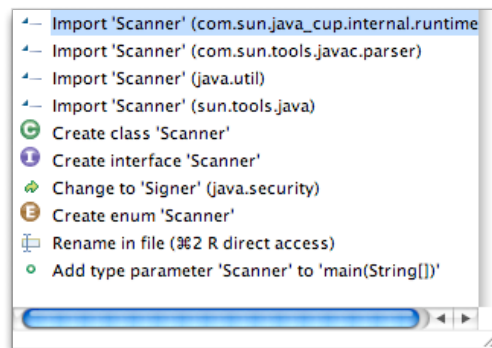 Import 'Scanner' (com.sun.java_cup.internal.runtime
Import 'Scanner' (com.sun.tools.javac.parser)
Import 'Scanner' (java.util)
Import 'Scanner' (sun.tools.java)
C Create class 'Scanner'
I Create interface 'Scanner'
Change to 'Signer' (java.security)
E Create enum 'Scanner'
Rename in file (⌘2 R direct access)
Add type parameter 'Scanner' to 'main(String[])'